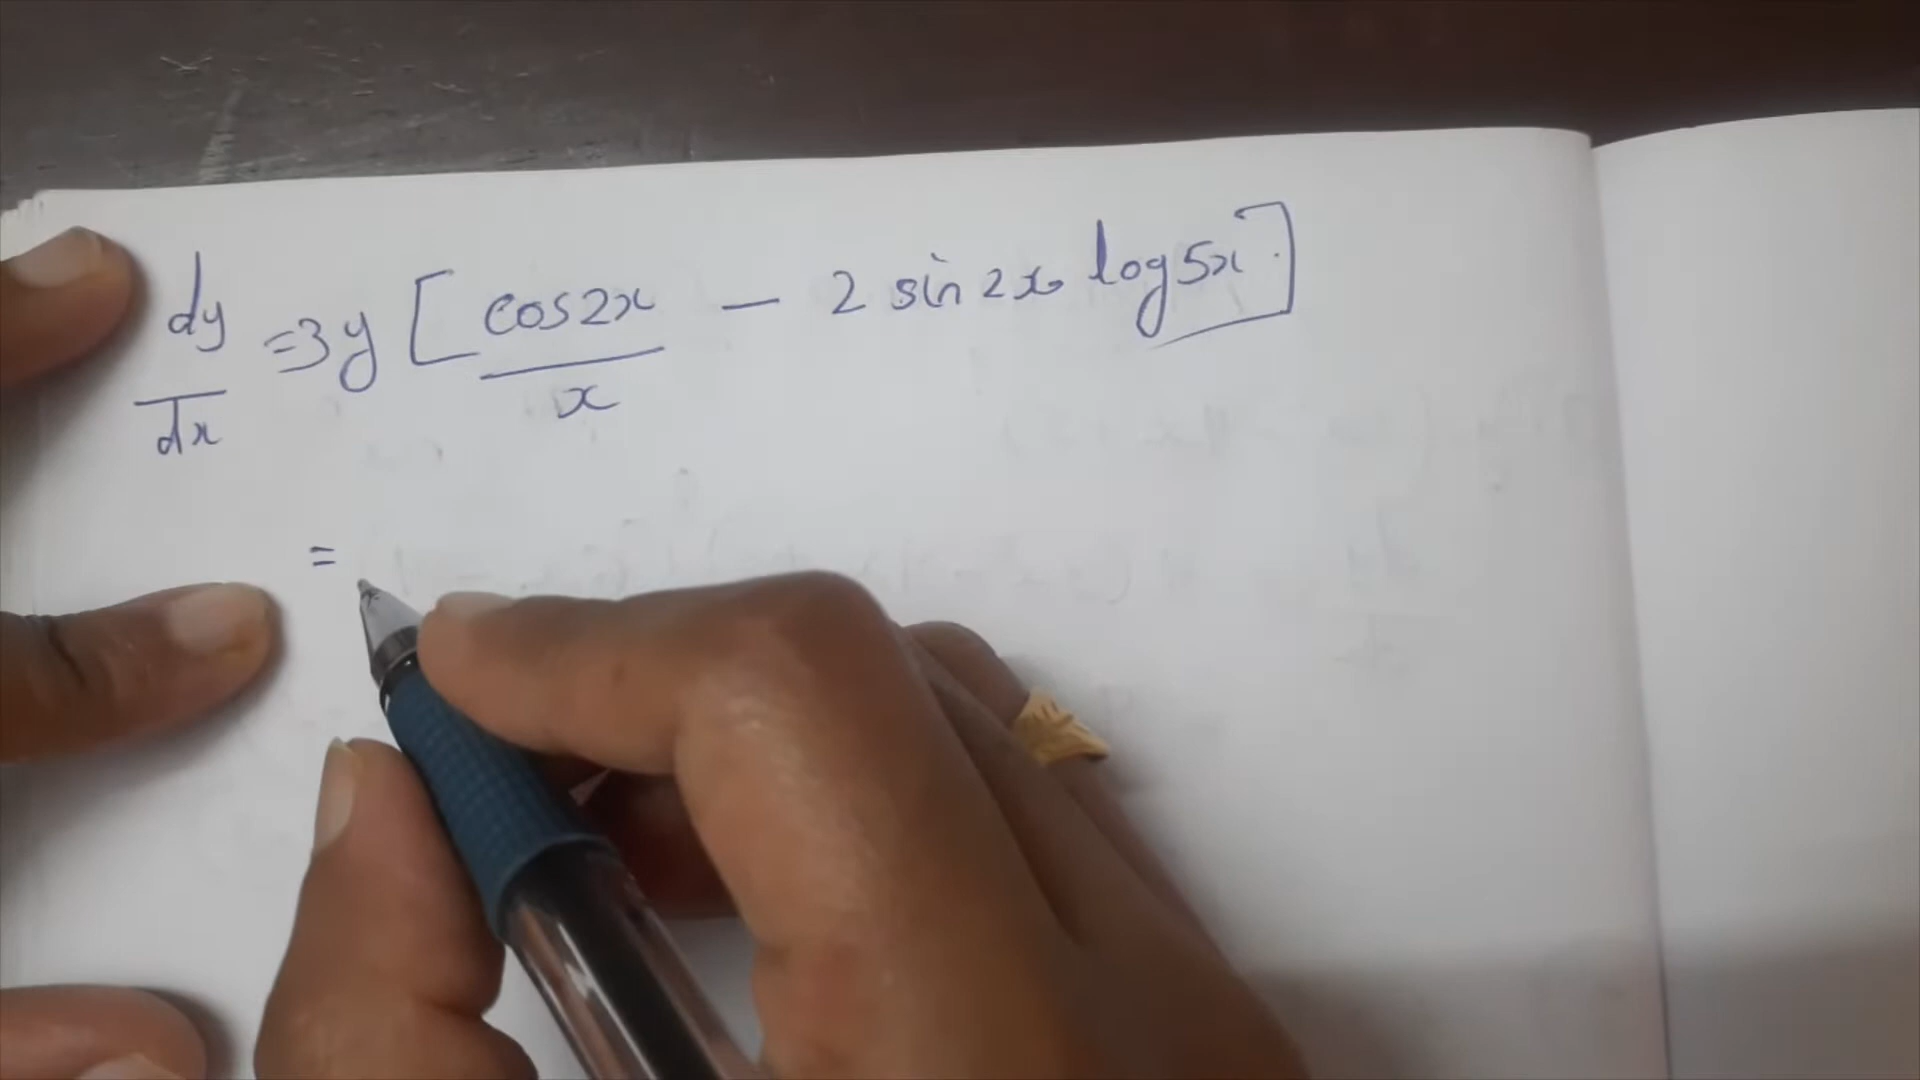 dy/dx = 3y [ cos2x/x - 2 sin 2x log 5x ]
=